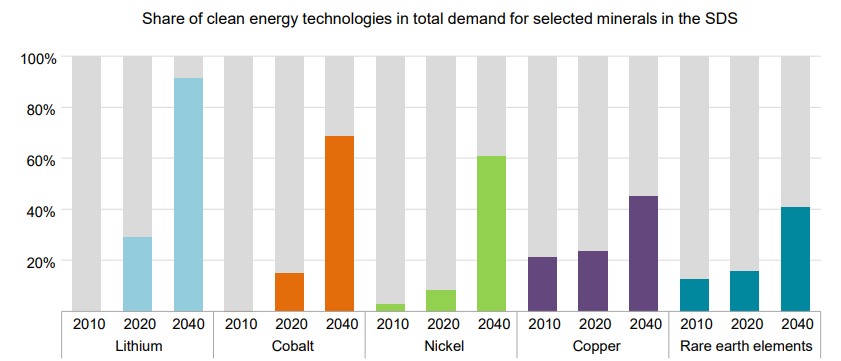 Share of clean energy technologies in total demand for selected minerals in the SDS
100%
80%
60%
40%
20%
2010 2020 2040 2010 2020 2040 2010 2020 2040 2010 2020 2040 2010 2020 2040
Lithium Cobalt Nickel Copper Rare earth elements